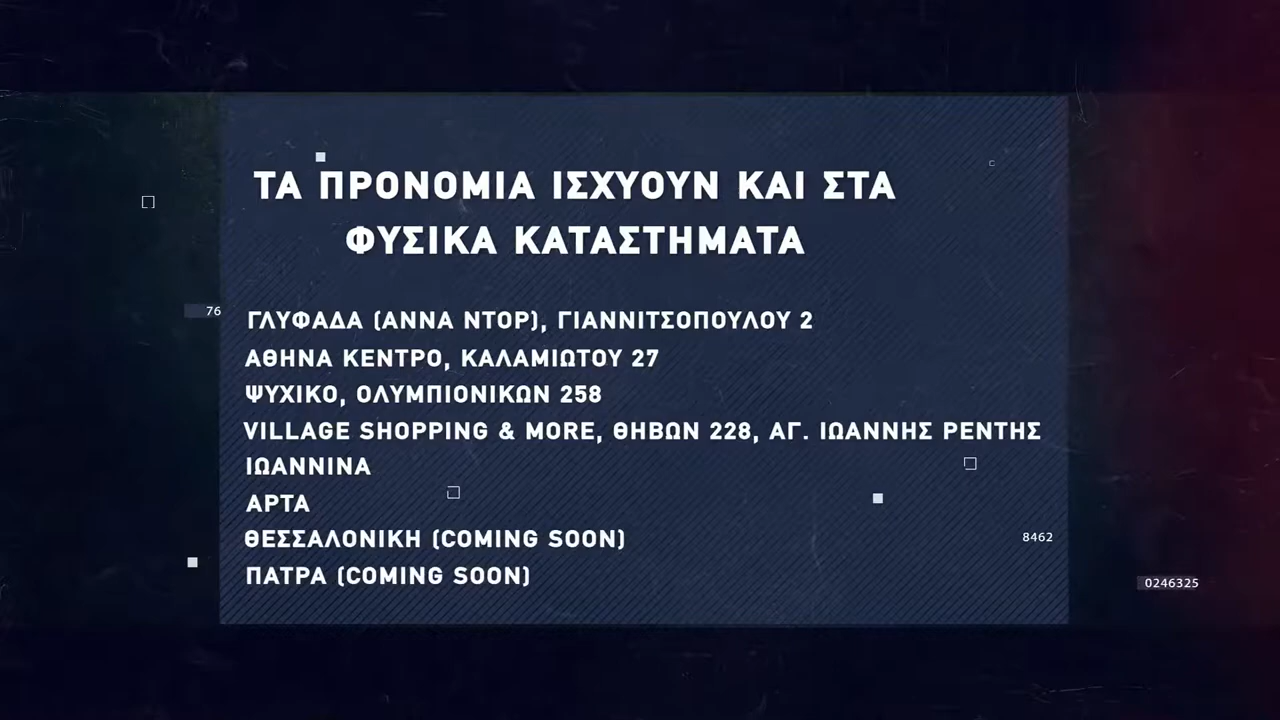 ΤΑ ΠΡΟΝΟΜΙΑ ΙΣΧΥΟΥΝ ΚΑΙ ΣΤΑ
ΦΥΣΙΚΑ ΚΑΤΑΣΤΗΜΑΤΑ
76
ΓΛΥΦΑΔΑ (ΑΝΝΑ ΝΤΟΡ), ΓΙΑΝΝΙΤΣΟΠΟΥΛΟΥ 2
ΑΘΗΝΑ ΚΕΝΤΡΟ, ΚΑΛΑΜΙΩΤΟΥ 27
ΨΥΧΙΚΟ, ΟΛΥΜΠΙΟΝΙΚΩΝ 258
VILLAGE SHOPPING & MORE, ΘΗΒΩΝ 228, ΑΓ. ΙΩΑΝΝΗΣ ΡΕΝΤΗΣ
ΙΩΑΝΝΙΝΑ
ΑΡΤΑ
ΘΕΣΣΑΛΟΝΙΚΗ (COMING SOON)
8462
ΠΑΤΡΑ (COMING SOON)
0246325